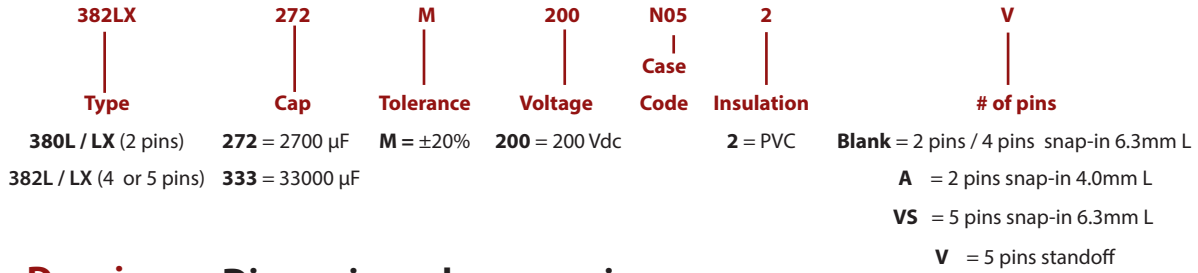 382LX 272 M 200 N05 2 V
Case
Type Cap Tolerance Voltage Code Insulation # of pins
380L / LX (2 pins) 272 = 2700 µF M = ±20% 200 = 200 Vdc 2 = PVC Blank = 2 pins / 4 pins snap-in 6.3mm L
382L / LX (4 or 5 pins) 333 = 33000 µF A = 2 pins snap-in 4.0mm L
VS = 5 pins snap-in 6.3mm L
V = 5 pins standoff